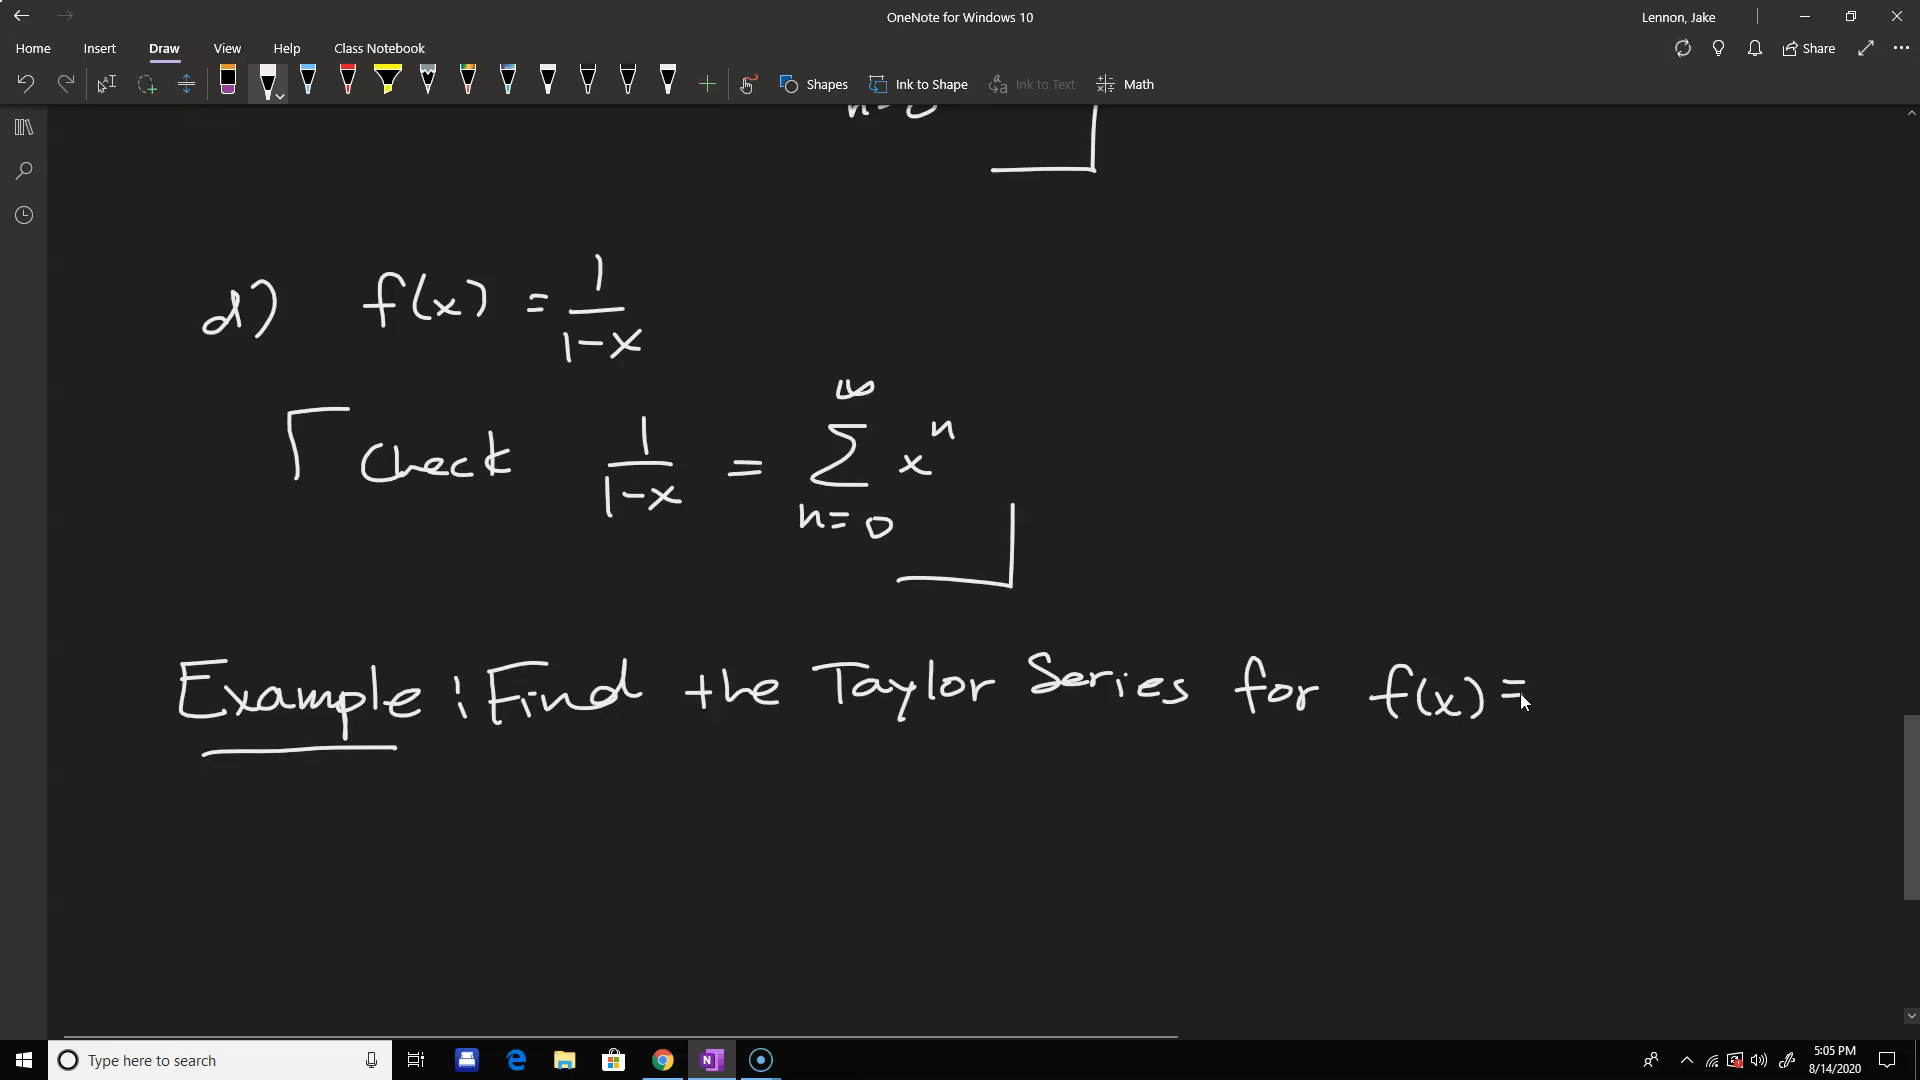 OneNote for Windows 10
Lennon, Jake
Home Insert Draw View Help Class Notebook
Share
Shapes Ink to Shape Ink to Text Math
n=0
d) f(x) = 1/(1-x)
Check 1/(1-x) = ∑ n=0 ∞ x^n
Example : Find the Taylor Series for f(x) =
Type here to search
5:05 PM
8/14/2020